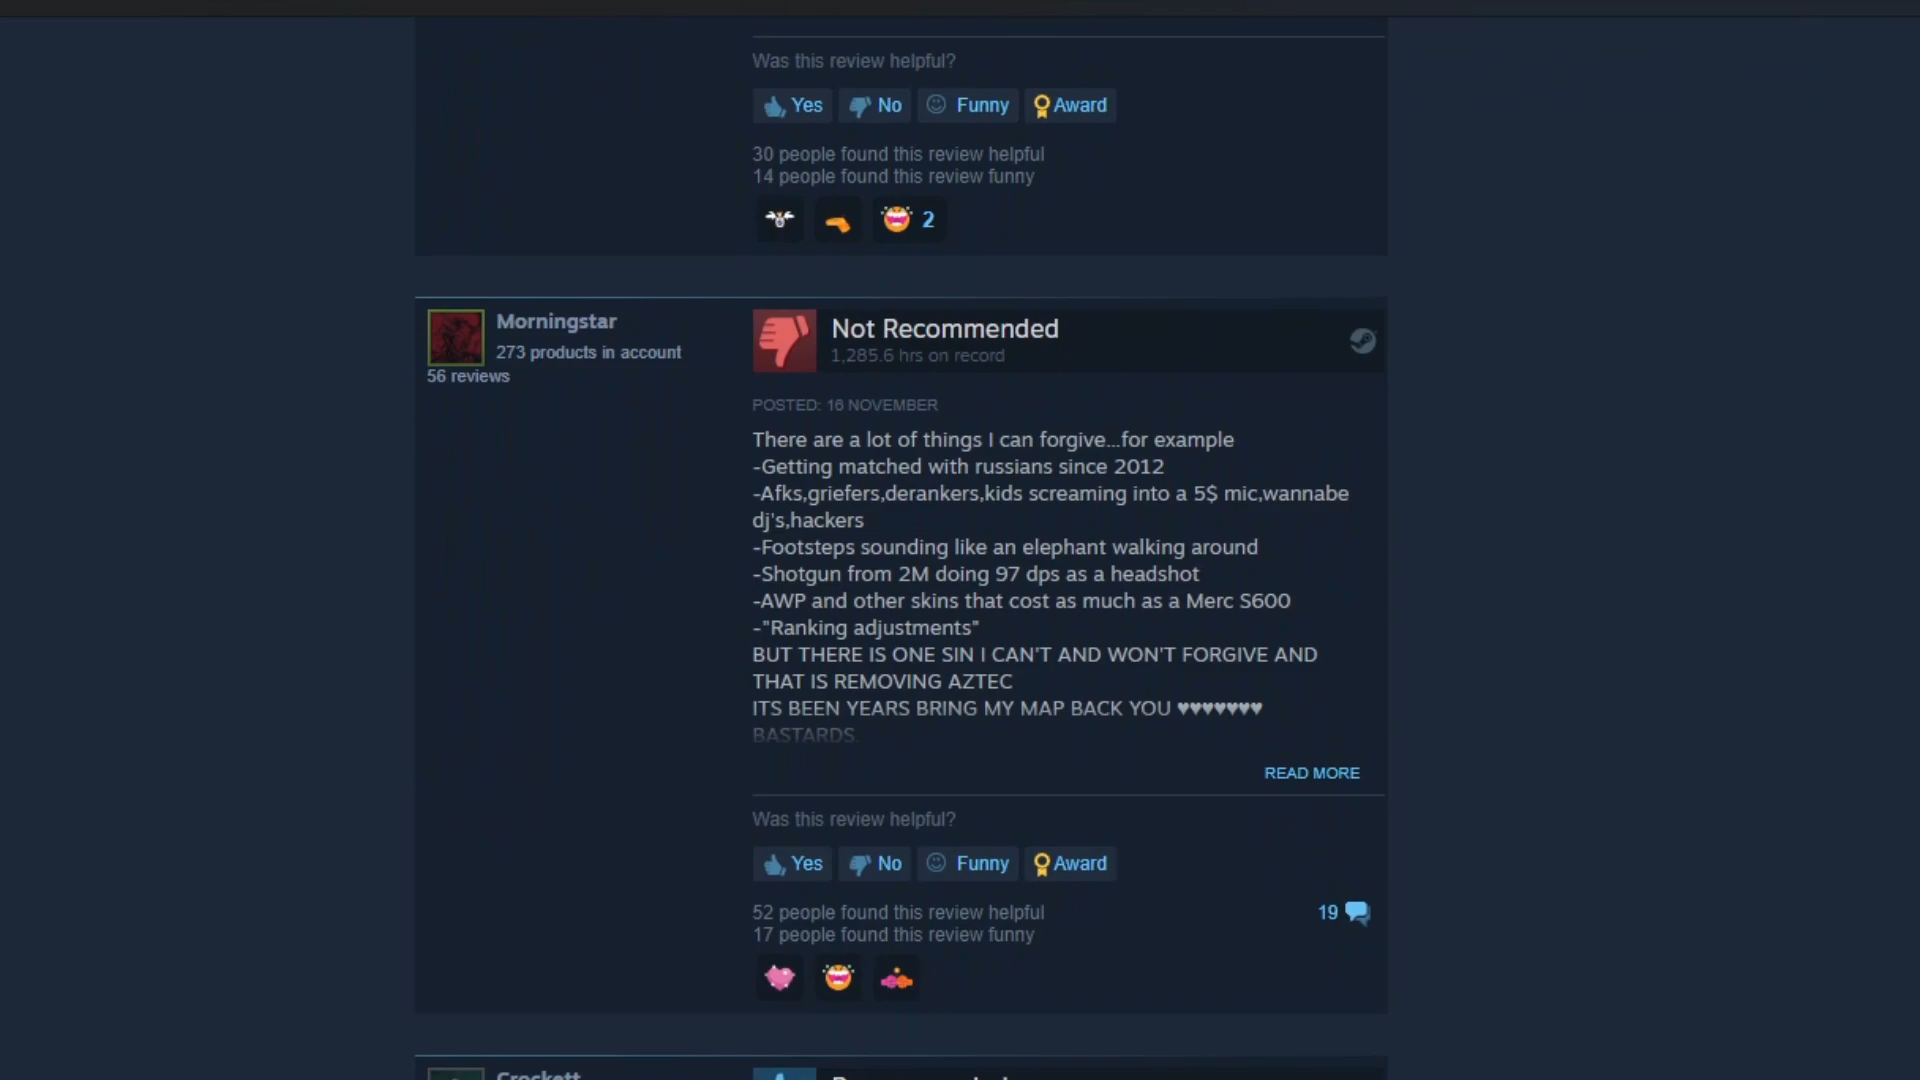 Was this review helpful?
Yes No Funny Award
30 people found this review helpful
14 people found this review funny
2
Morningstar
273 products in account
56 reviews
Not Recommended
1,285.6 hrs on record
POSTED: 16 NOVEMBER
There are a lot of things I can forgive...for example
-Getting matched with russians since 2012
-Afks,griefers,derankers,kids screaming into a 5$ mic,wannabe
dj's,hackers
-Footsteps sounding like an elephant walking around
-Shotgun from 2M doing 97 dps as a headshot
-AWP and other skins that cost as much as a Merc S600
-"Ranking adjustments"
BUT THERE IS ONE SIN I CAN'T AND WON'T FORGIVE AND
THAT IS REMOVING AZTEC
ITS BEEN YEARS BRING MY MAP BACK YOU ♥♥♥♥♥♥♥
BASTARDS.
READ MORE
Was this review helpful?
Yes No Funny Award
52 people found this review helpful
17 people found this review funny
19
Crockett